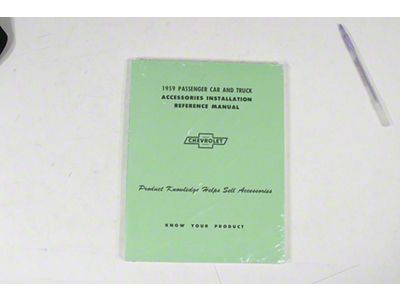 1959 PASSENGER CAR AND TRUCK
ACCESSORIES INSTALLATION
REFERENCE MANUAL
CHEVROLET
Product Knowledge Helps Sell Accessories
KNOW YOUR PRODUCT